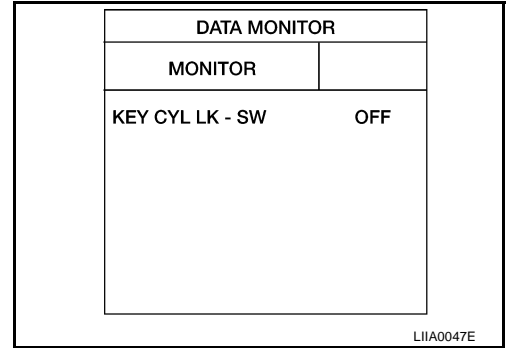 DATA MONITOR
MONITOR
KEY CYL LK - SW OFF
LIIA0047E